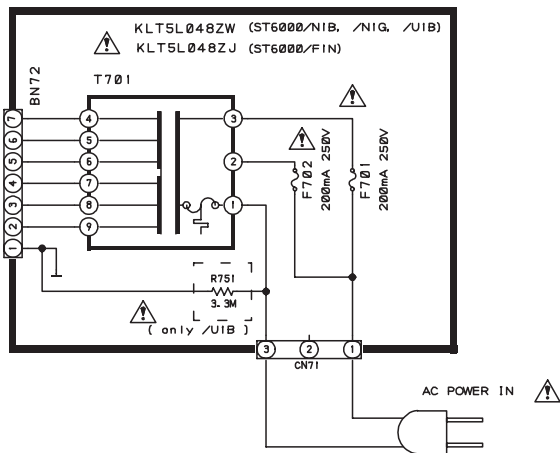 KLT5L048ZW (ST6000/NIB, /NIG, /UIB)
KLT5L048ZJ (ST6000/FIN)
T701
BN72
7
6
5
4
3
2
1
4
5
6
7
8
9
3
2
1
F702
200mA 250V
F701
200mA 250V
R751
3.3M
( only /UIB )
3
2
1
CN71
AC POWER IN